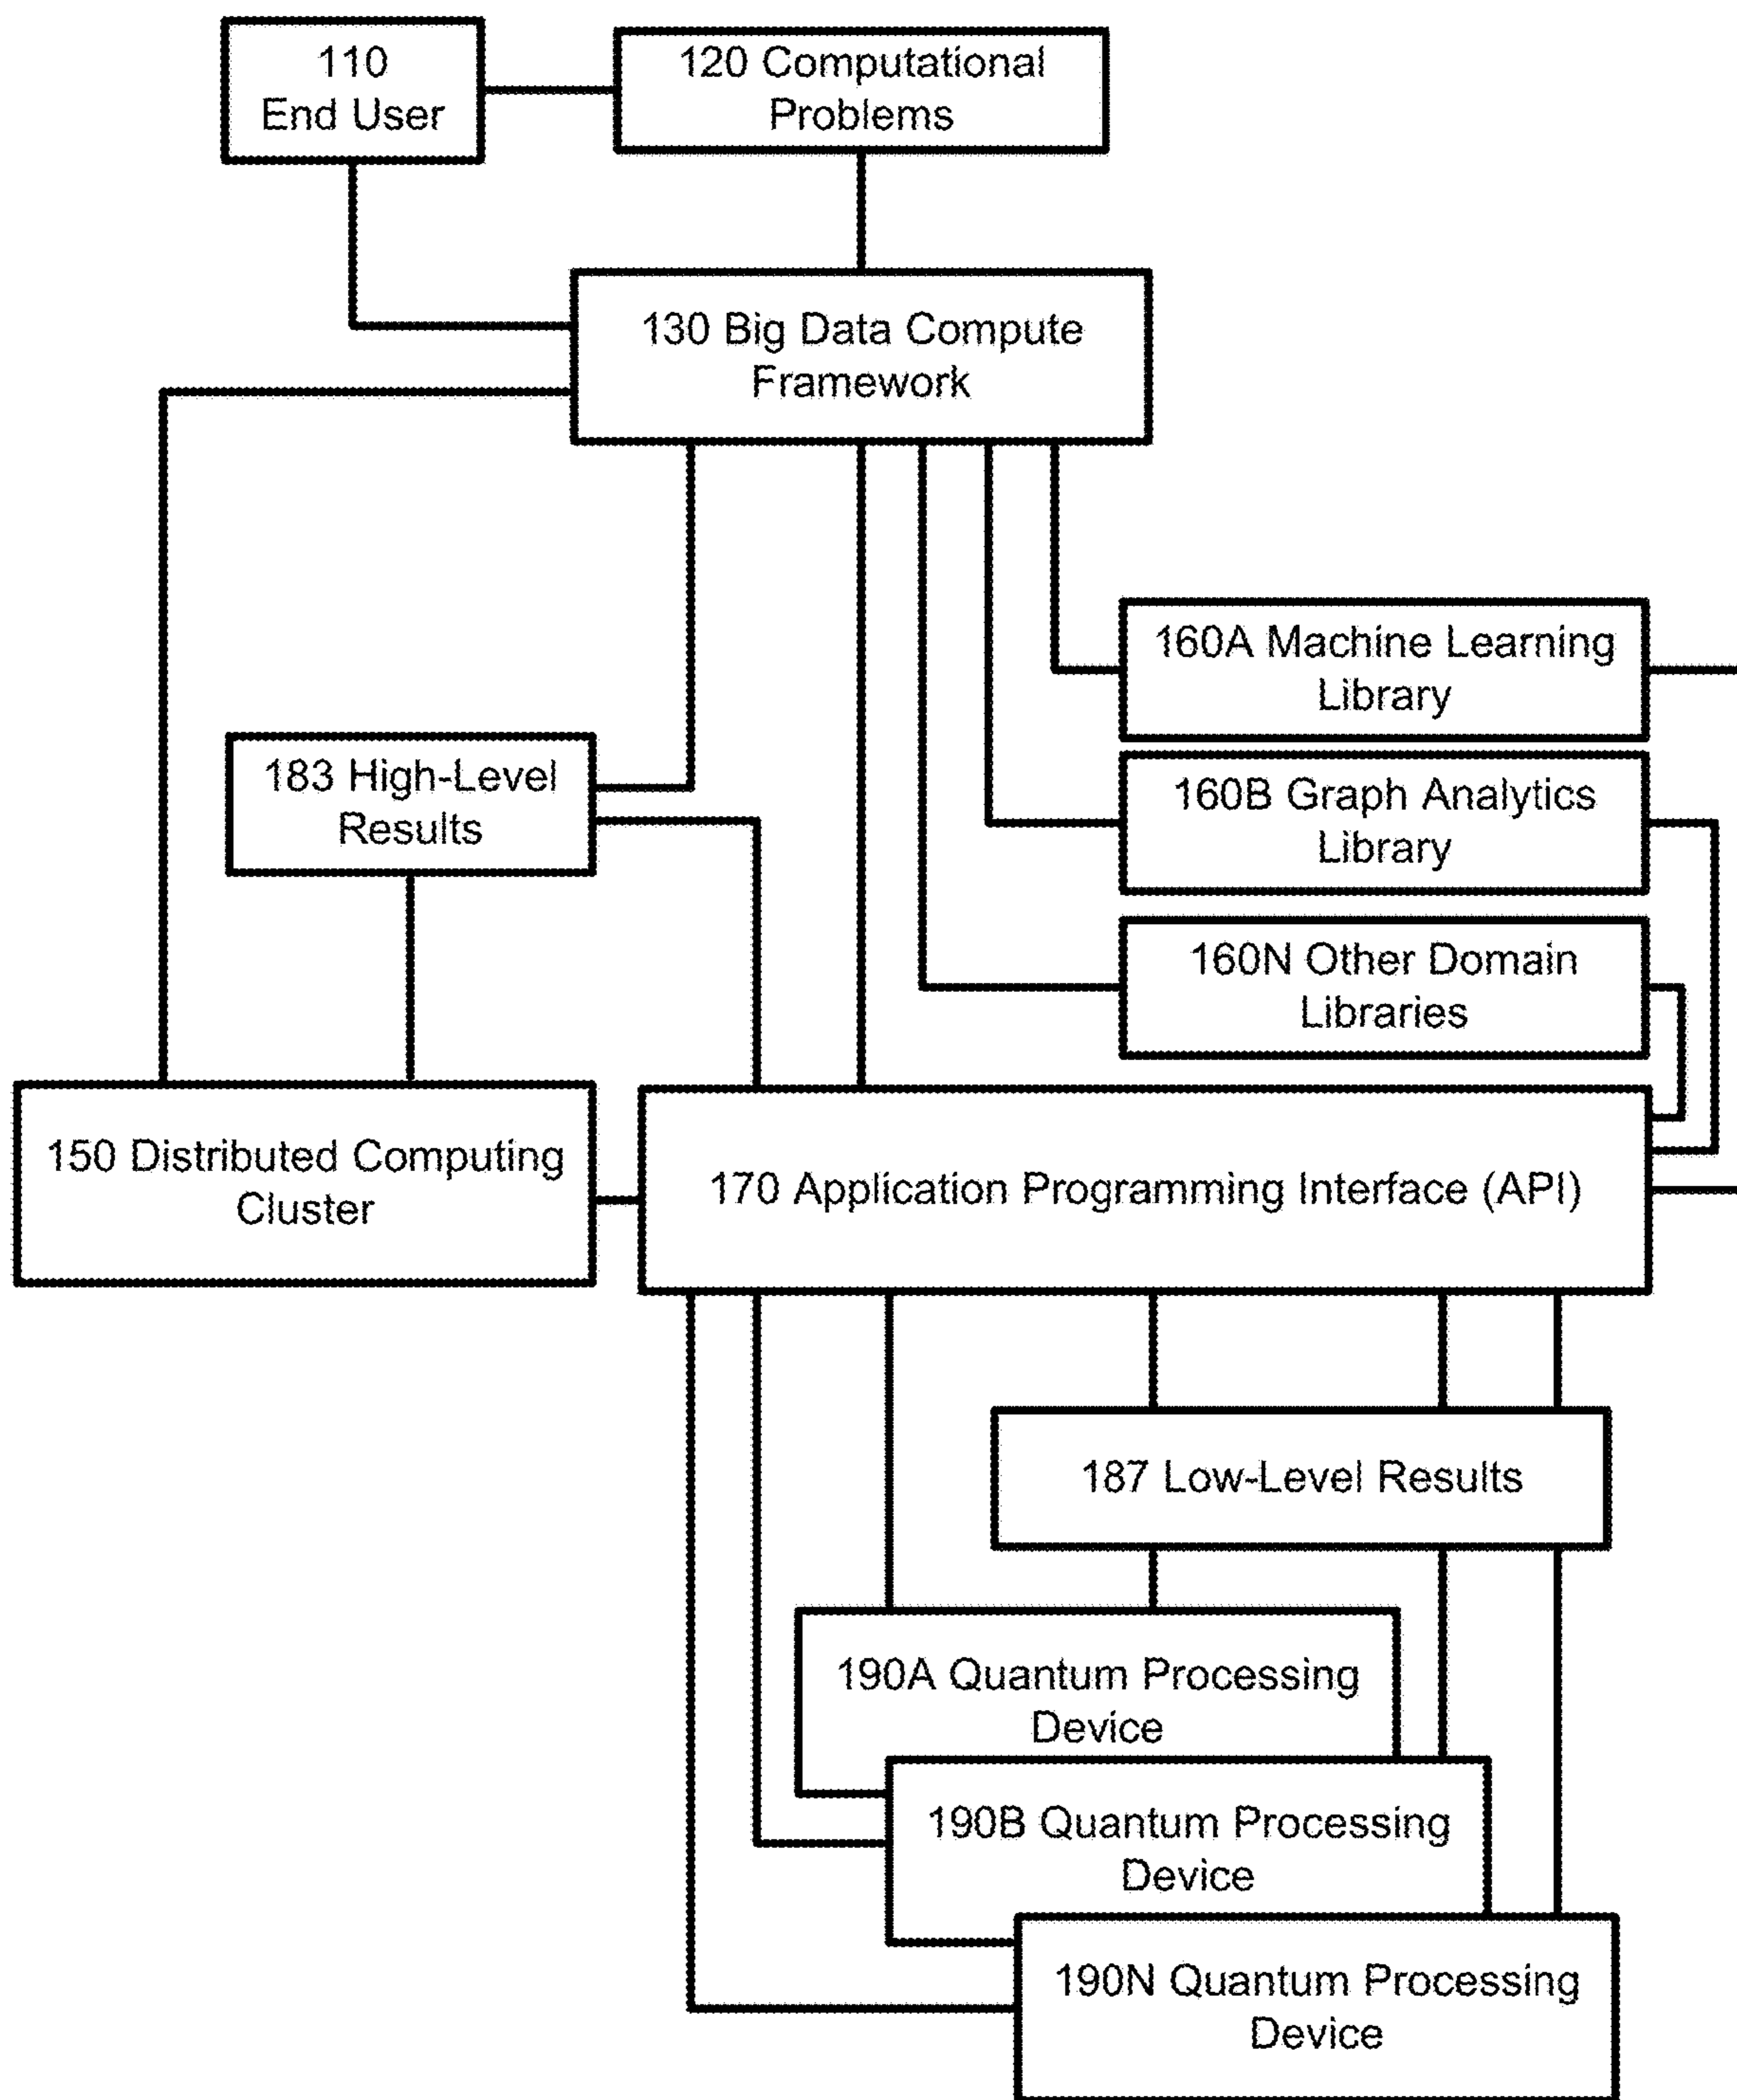 110
End User
120 Computational
Problems
130 Big Data Compute
Framework
160A Machine Learning
Library
183 High-Level
Results
160B Graph Analytics
Library
160N Other Domain
Libraries
150 Distributed Computing
Cluster
170 Application Programming Interface (API)
187 Low-Level Results
190A Quantum Processing
Device
190B Quantum Processing
Device
190N Quantum Processing
Device